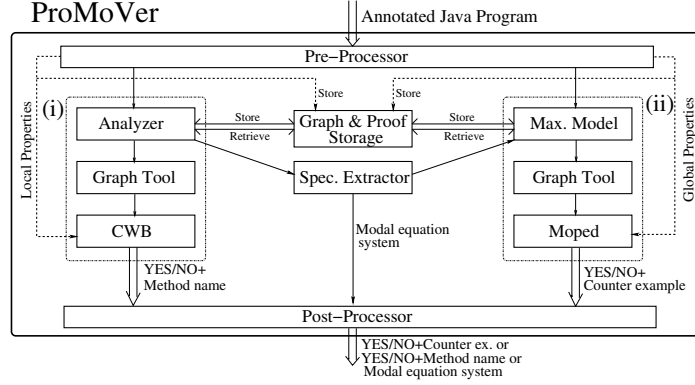 ProMoVer
Annotated Java Program
Pre-Processor
Local Properties
Global Properties
Store
Store
(i)
(ii)
Analyzer
Store
Retrieve
Graph & Proof
Storage
Store
Retrieve
Max. Model
Graph Tool
Spec. Extractor
Graph Tool
CWB
Modal equation
system
Moped
YES/NO+
Method name
YES/NO+
Counter example
Post-Processor
YES/NO+Counter ex. or
YES/NO+Method name or
Modal equation system